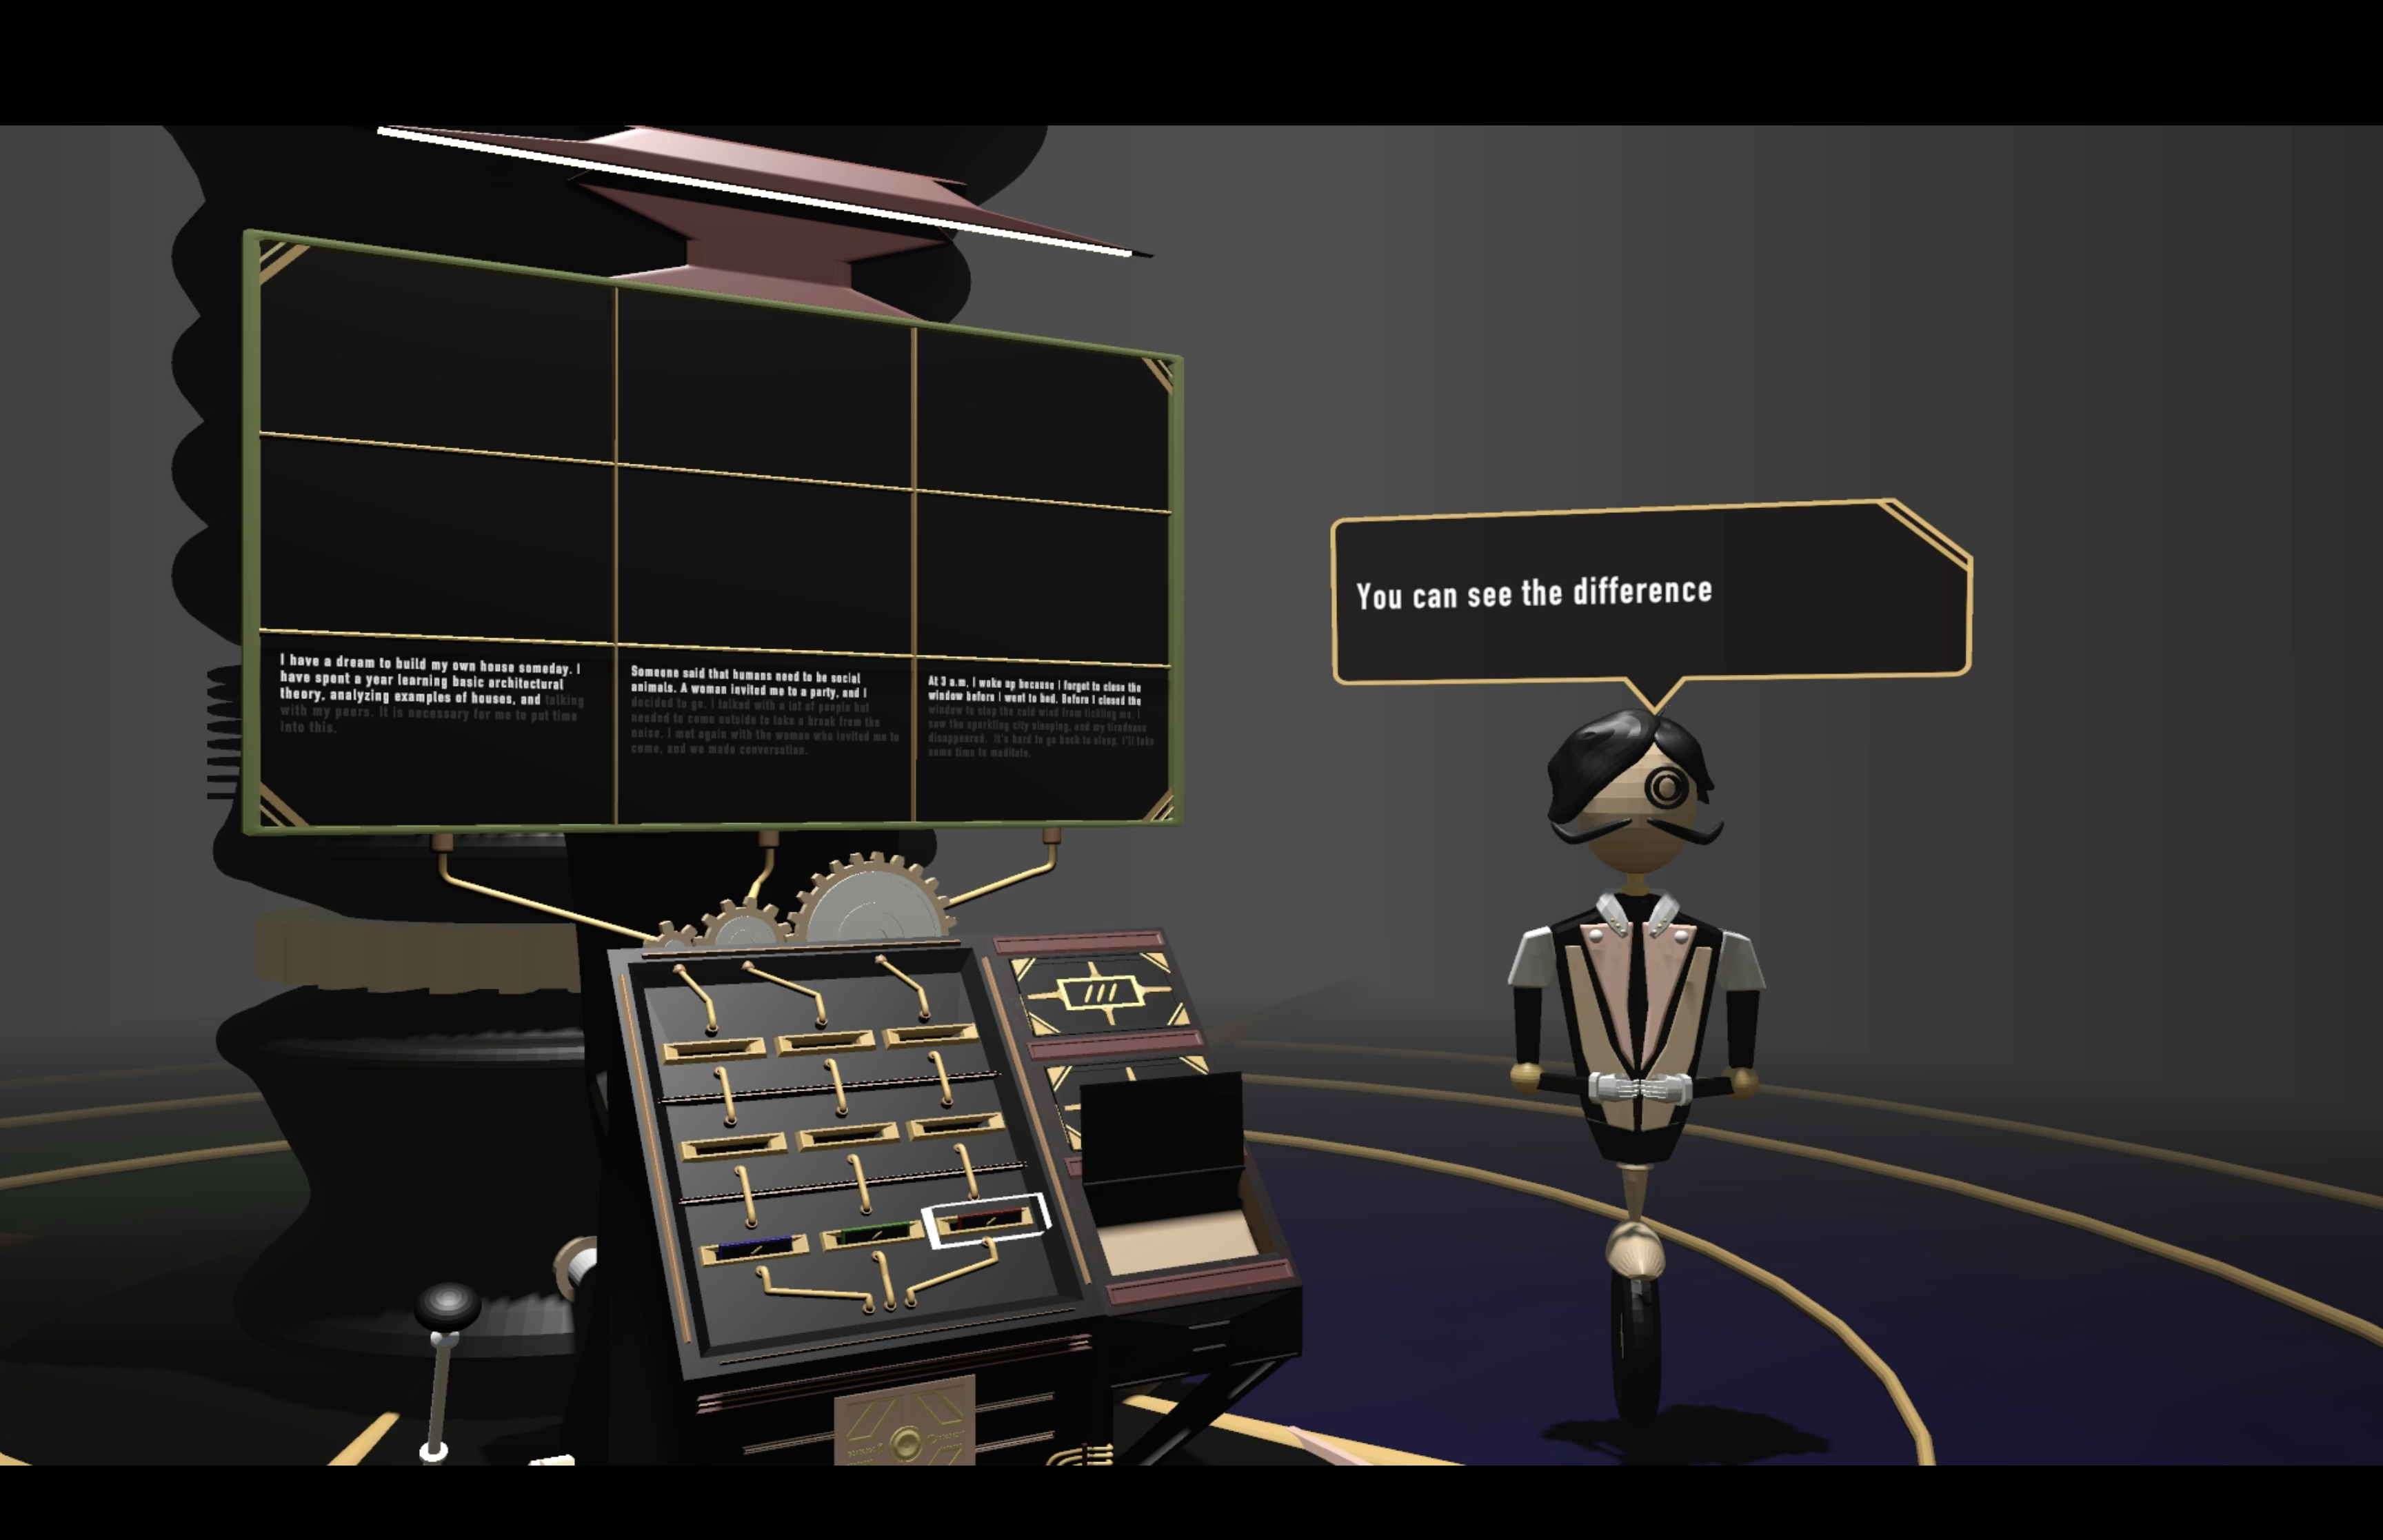 I have a dream to build my own house someday. I
have spent a year learning basic architectural
theory, analyzing examples of houses, and talking
with my peers. It is necessary for me to put time
into this.
Someone said that humans need to be social
animals. A woman invited me to a party, and I
decided to go. I talked with a lot of people but
needed to come outside to take a break from the
noise. I met again with the woman who invited me to
come, and we made conversation.
At 3 a.m. I woke up because I forgot to close the
window before I went to bed. Before I closed the
window to stop the cold wind from tickling me, I
saw the sparkling city sleeping, and my tiredness
disappeared. It's hard to go back to sleep. I'll take
some time to meditate.
You can see the difference